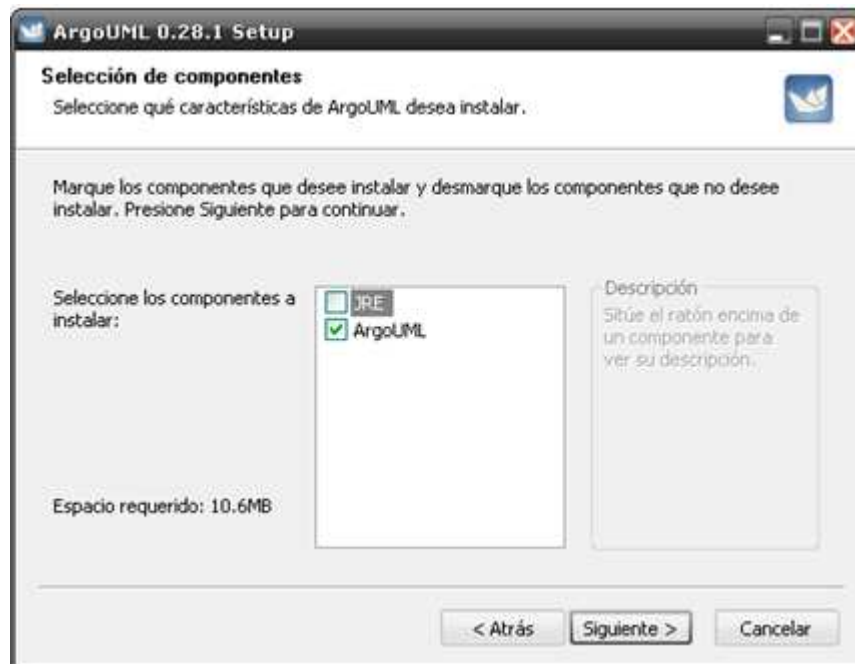 ArgoUML 0.28.1 Setup
Selección de componentes
Seleccione qué características de ArgoUML desea instalar.
Marque los componentes que desee instalar y desmarque los componentes que no desee
instalar. Presione Siguiente para continuar.
Seleccione los componentes a
instalar:
JRE
ArgoUML
Descripción
Sitúe el ratón encima de
un componente para
ver su descripción.
Espacio requerido: 10.6MB
< Atrás
Siguiente >
Cancelar